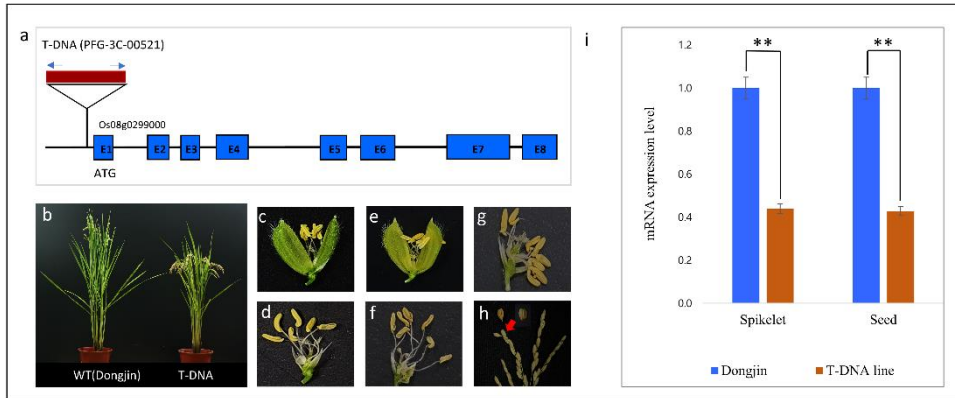 a
T-DNA (PFG-3C-00521)
Os08g0299000
E1 E2 E3 E4 E5 E6 E7 E8
ATG
b
WT(Dongjin) T-DNA
c e g
d f h
i
mRNA expression level
1.2
1.0
0.8
0.6
0.4
0.2
0.0
** **
Spikelet Seed
Dongjin T-DNA line